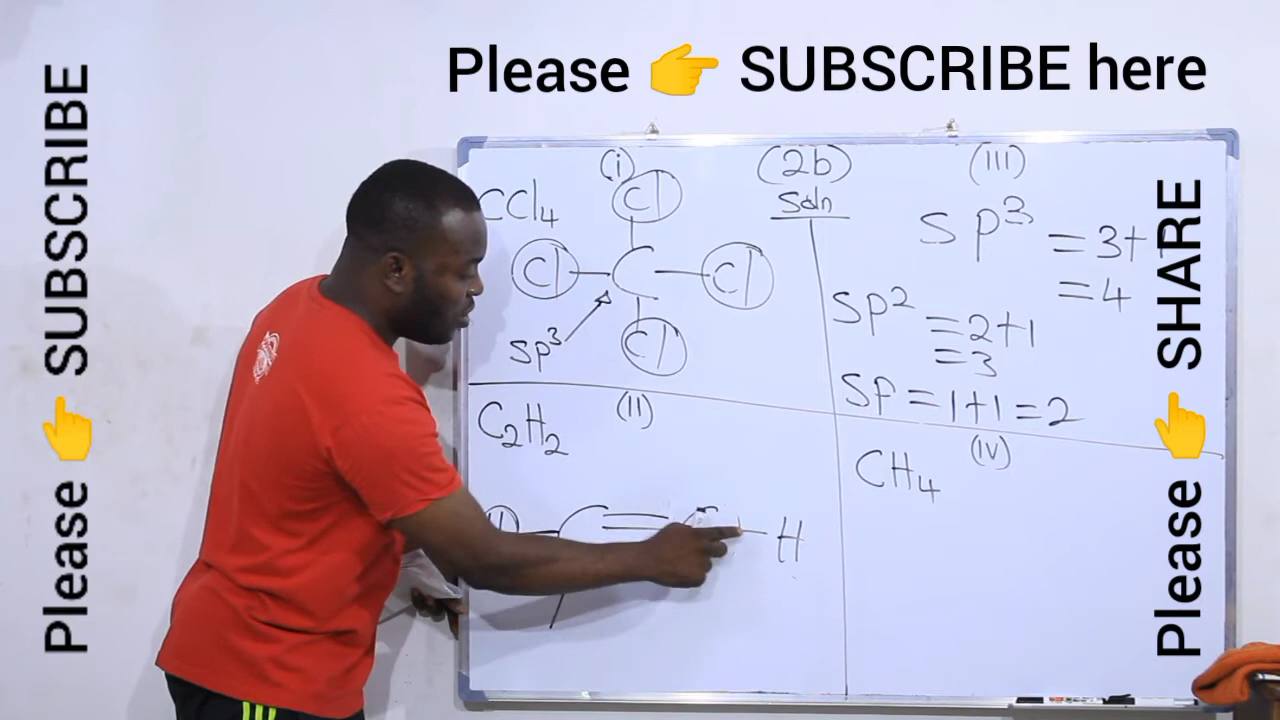 Please 👉 SUBSCRIBE here
Please 👉 SUBSCRIBE
Please 👉 SHARE
(2b)
Soln
(i)
CCl4
Cl
Cl – C – Cl
Cl
sp³
(II)
C2H2
C = C – H
(III)
sp³ = 3+
= 4
sp² = 2+1
= 3
sp = 1+1 = 2
(IV)
CH4